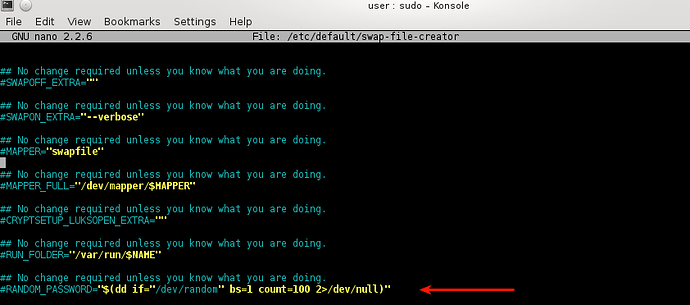 user : sudo – Konsole
File Edit View Bookmarks Settings Help
GNU nano 2.2.6 File: /etc/default/swap-file-creator
## No change required unless you know what you are doing.
#SWAPOFF_EXTRA=""
## No change required unless you know what you are doing.
#SWAPON_EXTRA="--verbose"
## No change required unless you know what you are doing.
#MAPPER="swapfile"
## No change required unless you know what you are doing.
#MAPPER_FULL="/dev/mapper/$MAPPER"
## No change required unless you know what you are doing.
#CRYPTSETUP_LUKSOPEN_EXTRA=""
## No change required unless you know what you are doing.
#RUN_FOLDER="/var/run/$NAME"
## No change required unless you know what you are doing.
#RANDOM_PASSWORD="$(dd if="/dev/random" bs=1 count=100 2>/dev/null)"